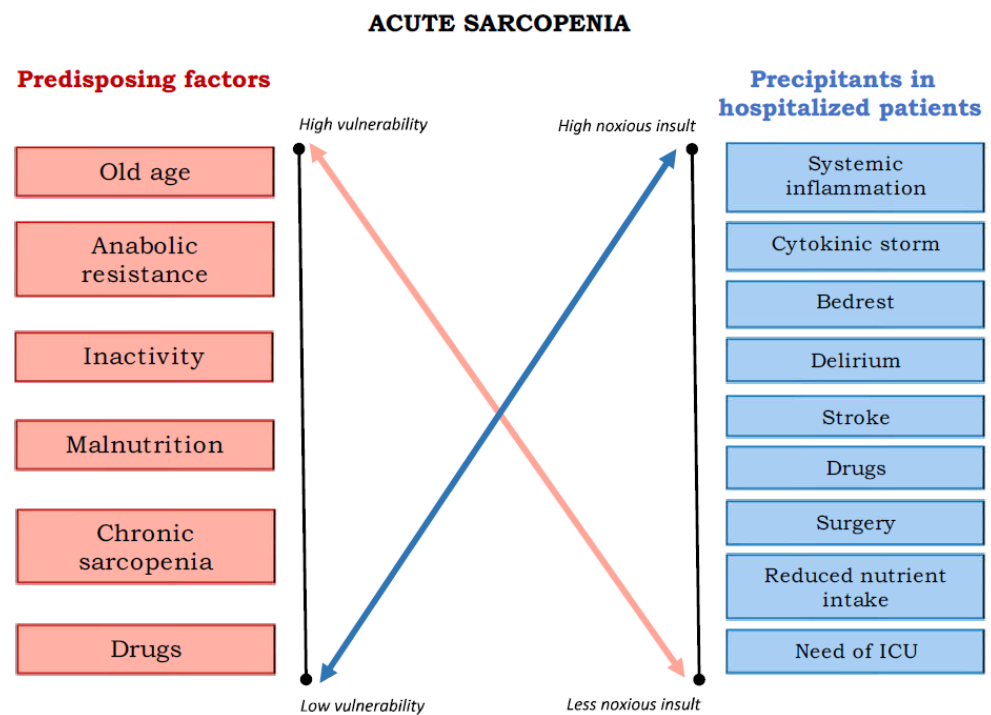 ACUTE SARCOPENIA
Predisposing factors
Old age
Anabolic
resistance
Inactivity
Malnutrition
Chronic
sarcopenia
Drugs
High vulnerability
Low vulnerability
High noxious insult
Less noxious insult
Precipitants in
hospitalized patients
Systemic
inflammation
Cytokinic storm
Bedrest
Delirium
Stroke
Drugs
Surgery
Reduced nutrient
intake
Need of ICU